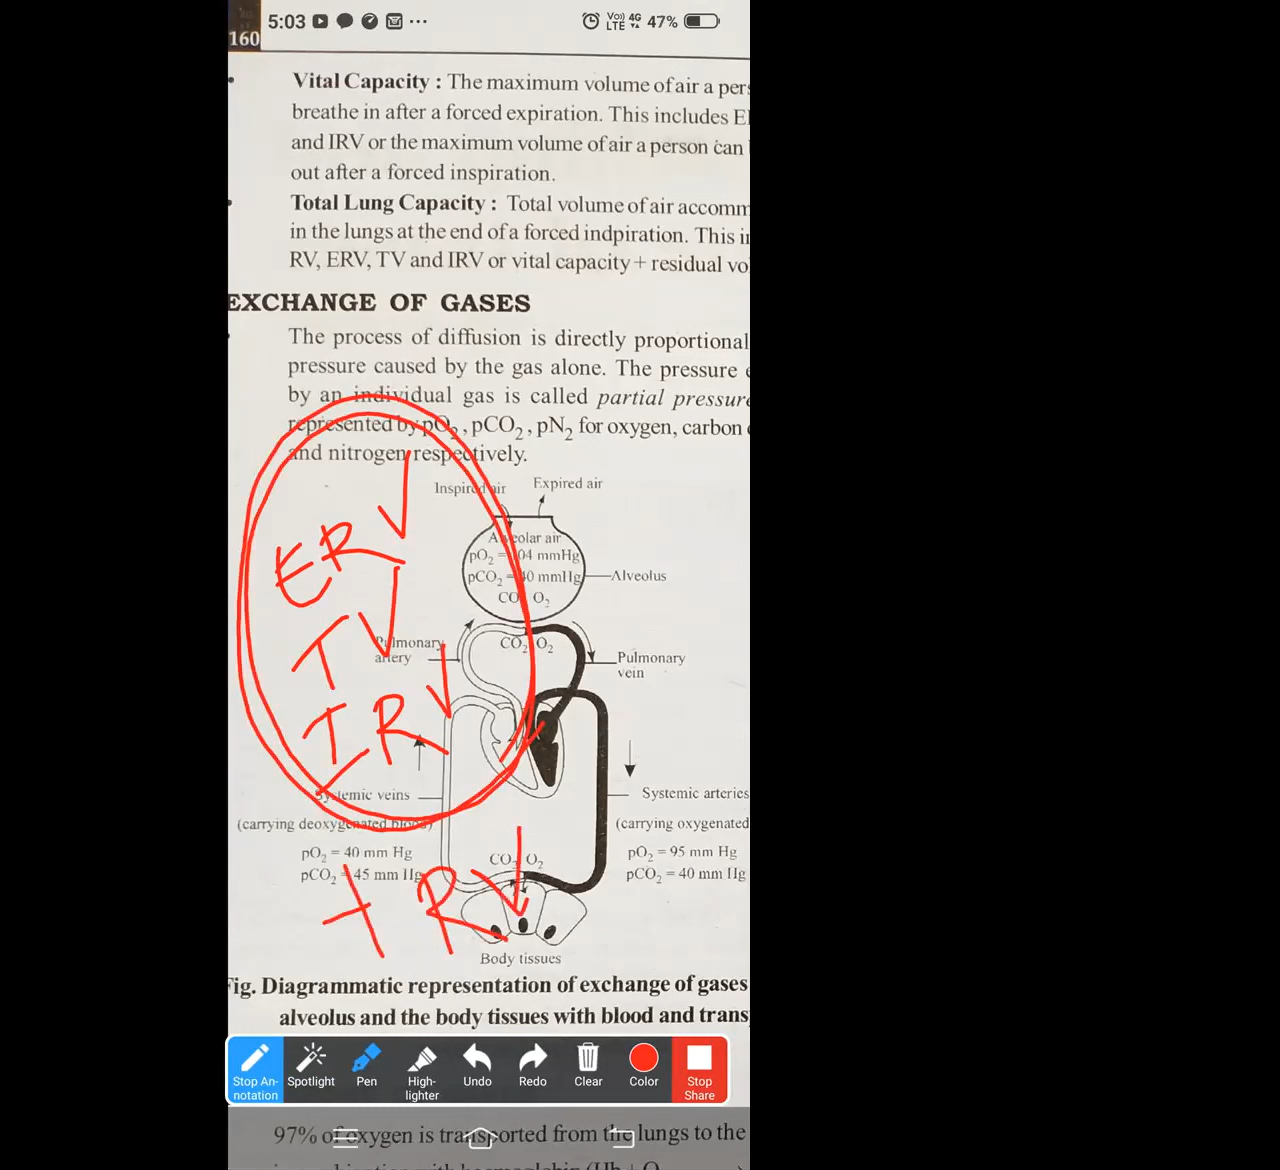 5:03 ... Vo)) LTE 4G 47%
160
• Vital Capacity : The maximum volume of air a per
breathe in after a forced expiration. This includes E
and IRV or the maximum volume of air a person can
out after a forced inspiration.
• Total Lung Capacity : Total volume of air accomm
in the lungs at the end of a forced indpiration. This i
RV, ERV, TV and IRV or vital capacity + residual vo
EXCHANGE OF GASES
The process of diffusion is directly proportional
pressure caused by the gas alone. The pressure
by an individual gas is called partial pressure
represented by pO₂, pCO₂, pN₂ for oxygen, carbon
and nitrogen respectively.
Inspired air Expired air
Alveolar air
pO₂ = 104 mmHg
pCO₂ = 40 mmHg
Alveolus
CO₂ O₂
ERV
TV
IRV
CO₂ O₂
Pulmonary
artery
Pulmonary
vein
Systemic veins
(carrying deoxygenated blood)
pO₂ = 40 mm Hg
pCO₂ = 45 mm Hg
Systemic arteries
(carrying oxygenated
pO₂ = 95 mm Hg
pCO₂ = 40 mm Hg
CO₂ O₂
+ RV
Body tissues
Fig. Diagrammatic representation of exchange of gases
alveolus and the body tissues with blood and trans
Stop An-
notation
Spotlight
Pen
High-
lighter
Undo
Redo
Clear
Color
Stop
Share
97% of oxygen is transported from the lungs to the